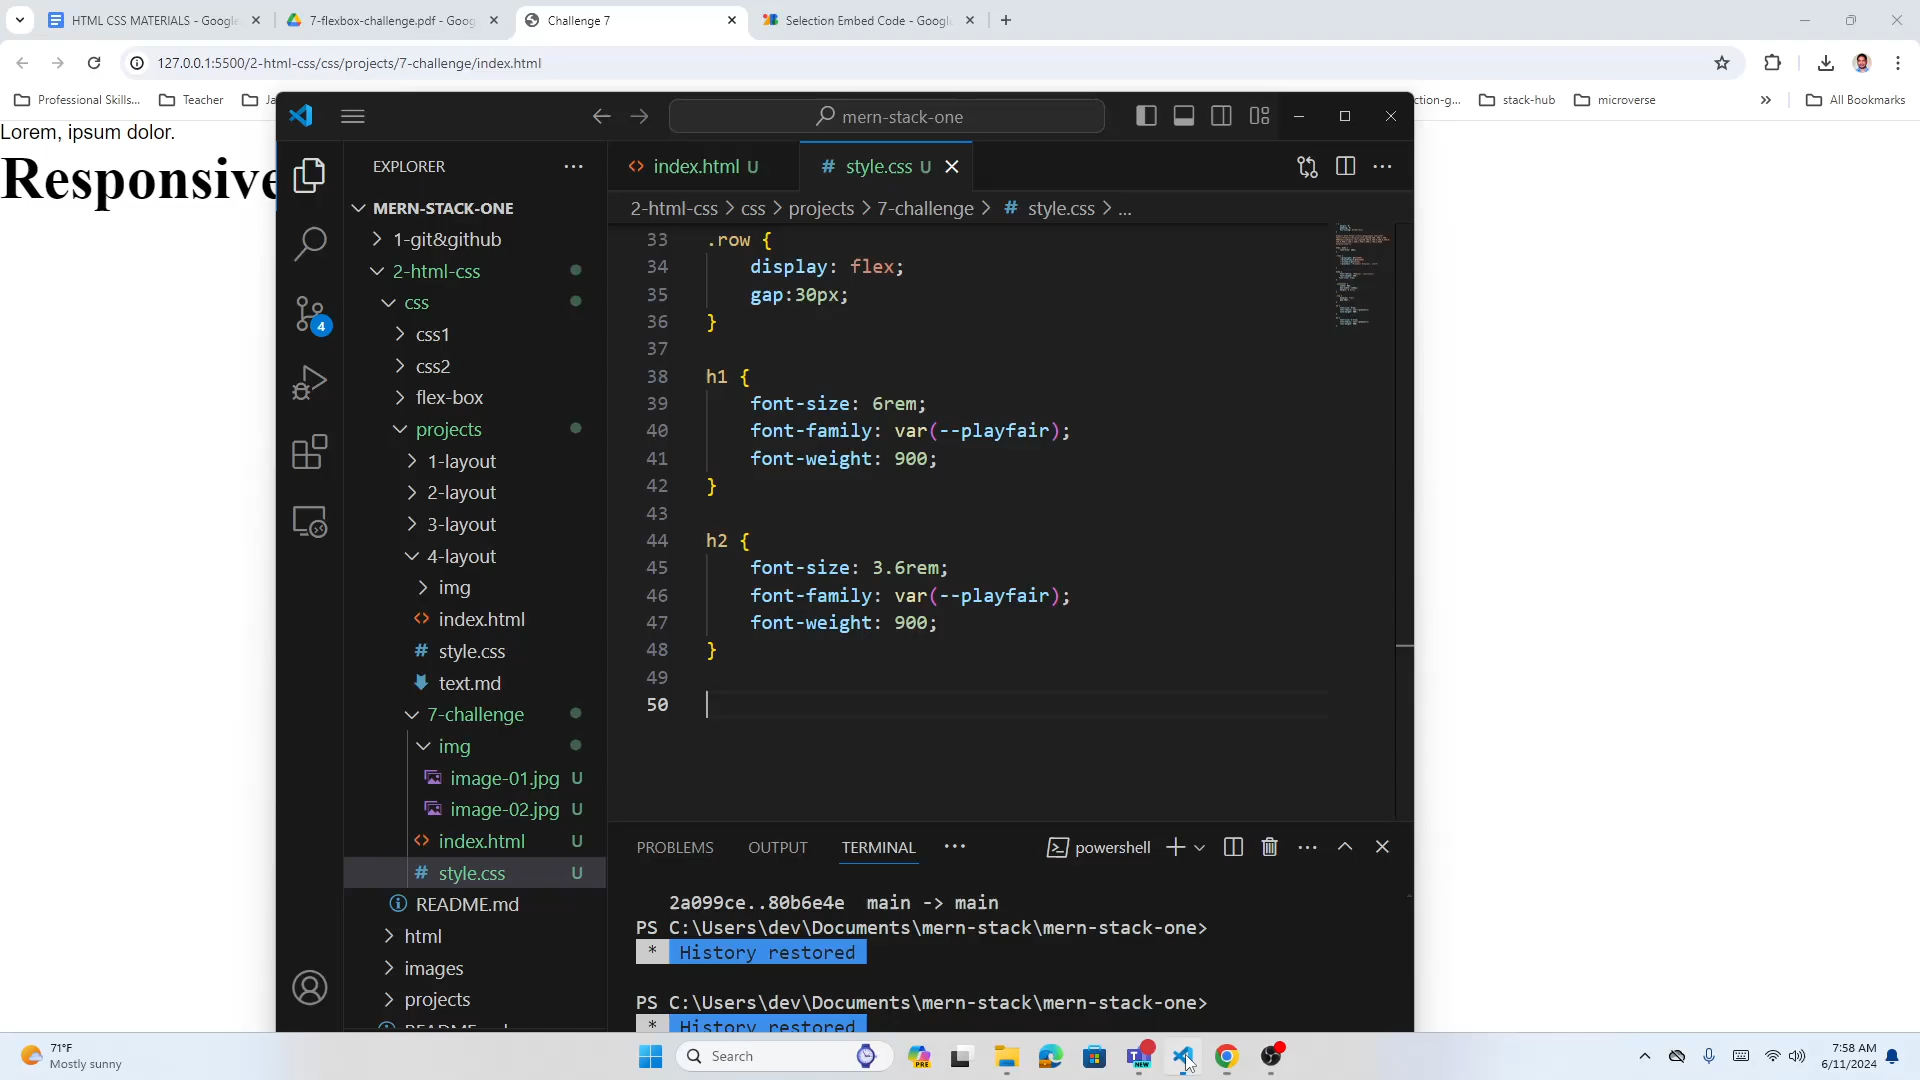 HTML CSS MATERIALS - Google
7-flexbox-challenge.pdf - Goog
Challenge 7
Selection Embed Code - Google
127.0.0.1:5500/2-html-css/css/projects/7-challenge/index.html
Professional Skills...
Teacher
Ja
ction-g...
stack-hub
microverse
All Bookmarks
Lorem, ipsum dolor.
Responsive
mern-stack-one
EXPLORER
index.html U
style.css U
2-html-css > css > projects > 7-challenge > # style.css > ...
MERN-STACK-ONE
1-git&github
2-html-css
css
css1
css2
flex-box
projects
1-layout
2-layout
3-layout
4-layout
img
index.html
style.css
text.md
7-challenge
img
image-01.jpg U
image-02.jpg U
index.html U
style.css U
README.md
html
images
projects
4
33 .row {
34 display: flex;
35 gap:30px;
36 }
37
38 h1 {
39 font-size: 6rem;
40 font-family: var(--playfair);
41 font-weight: 900;
42 }
43
44 h2 {
45 font-size: 3.6rem;
46 font-family: var(--playfair);
47 font-weight: 900;
48 }
49
50
PROBLEMS
OUTPUT
TERMINAL
powershell
2a099ce..80b6e4e main -> main
PS C:\Users\dev\Documents\mern-stack\mern-stack-one>
* History restored
PS C:\Users\dev\Documents\mern-stack\mern-stack-one>
* History restored
71°F
Mostly sunny
Search
PRE
NEW
7:58 AM
6/11/2024